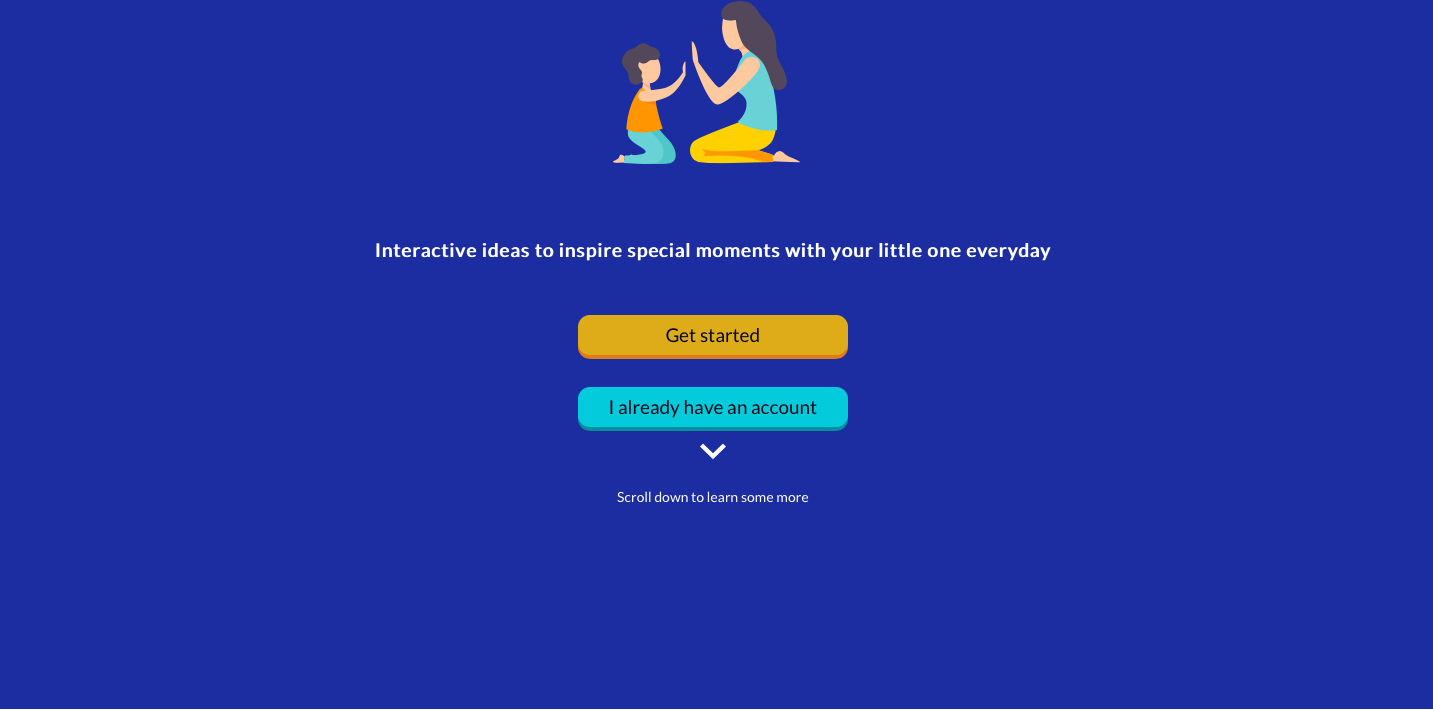 Interactive ideas to inspire special moments with your little one everyday
Get started
I already have an account
Scroll down to learn some more